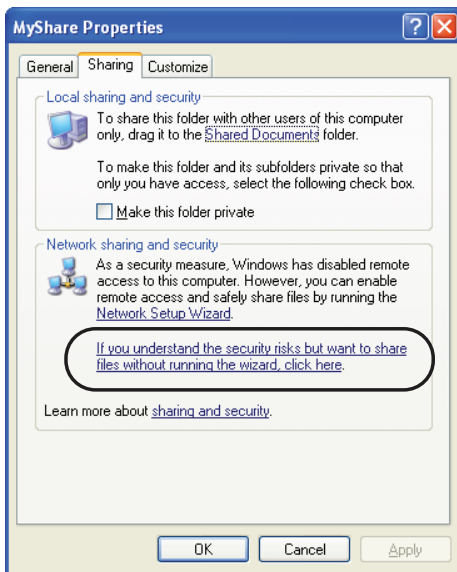 MyShare Properties
General Sharing Customize
Local sharing and security
To share this folder with other users of this computer
only, drag it to the Shared Documents folder.
To make this folder and its subfolders private so that
only you have access, select the following check box.
Make this folder private
Network sharing and security
As a security measure, Windows has disabled remote
access to this computer. However, you can enable
remote access and safely share files by running the
Network Setup Wizard.
If you understand the security risks but want to share
files without running the wizard, click here.
Learn more about sharing and security.
OK Cancel Apply